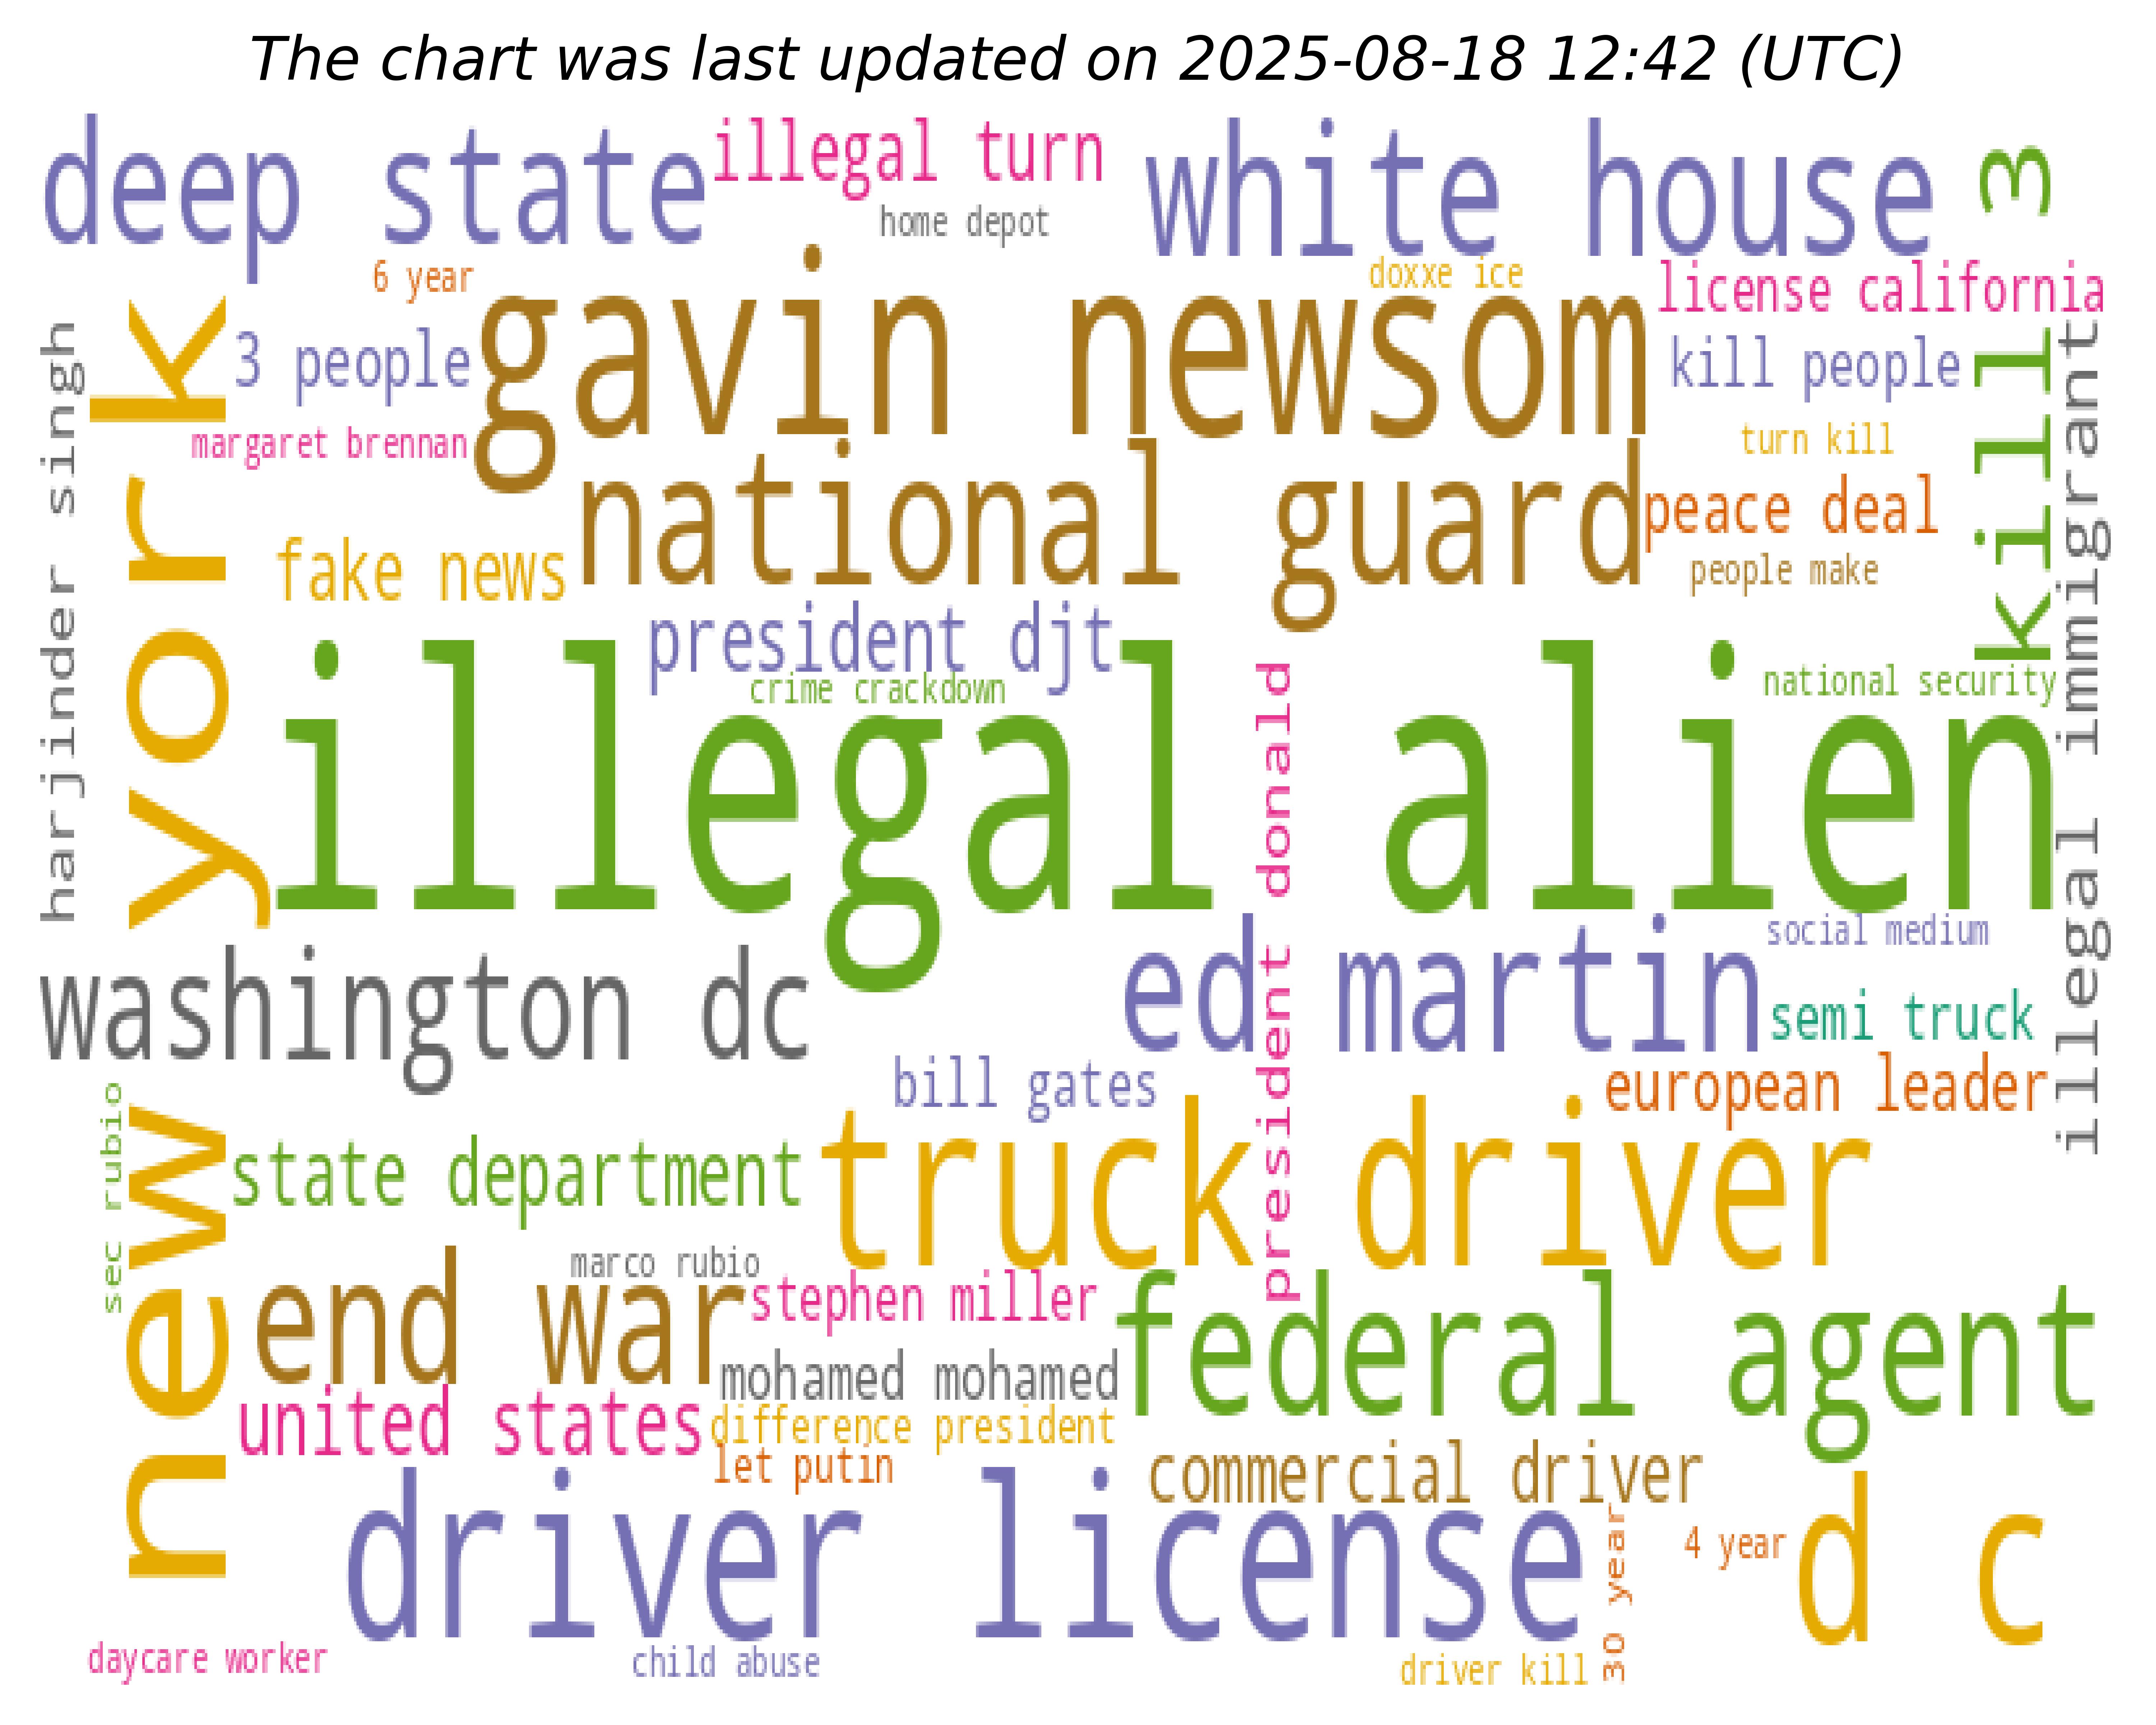 The chart was last updated on 2025-08-18 12:42 (UTC)
deep state
illegal turn
white house
kill 3
home depot
6 year
doxxe ice
license california
gavin newsom
new york
harjinder singh
3 people
kill people
illegal immigrant
margaret brennan
turn kill
national guard
peace deal
fake news
people make
president djt
crime crackdown
president donald
national security
illegal alien
ed martin
social medium
washington dc
semi truck
bill gates
european leader
sec rubio
state department
truck driver
marco rubio
end war
stephen miller
federal agent
mohamed mohamed
united states
difference president
let putin
commercial driver
driver license
30 year
4 year
d c
daycare worker
child abuse
driver kill